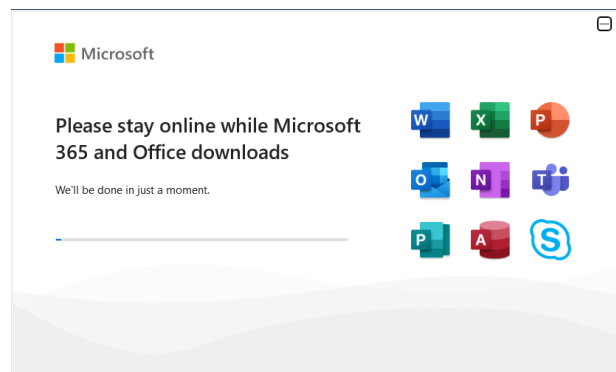 Microsoft
Please stay online while Microsoft
365 and Office downloads
We'll be done in just a moment.
W X P
O N T
P A S